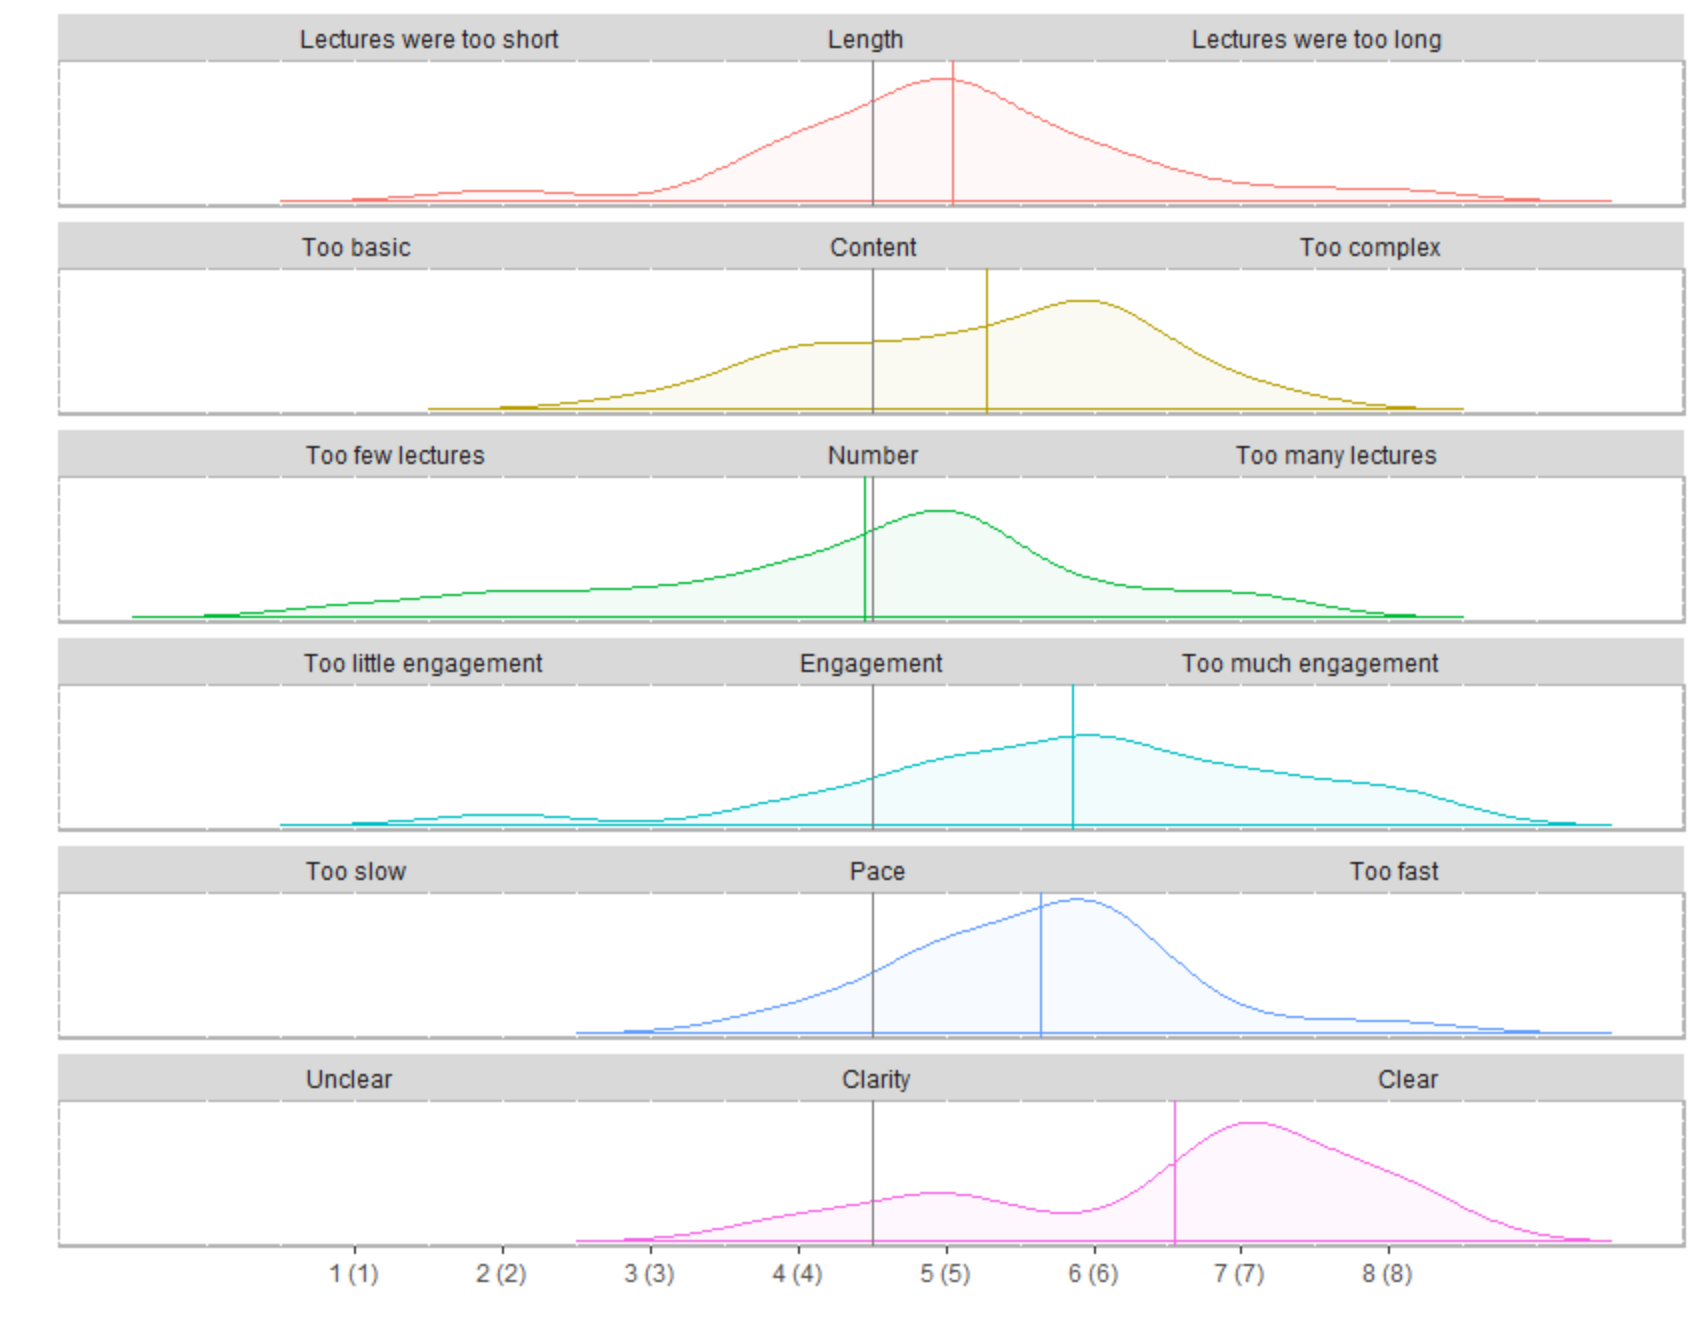 Lectures were too short Length Lectures were too long
Too basic Content Too complex
Too few lectures Number Too many lectures
Too little engagement Engagement Too much engagement
Too slow Pace Too fast
Unclear Clarity Clear
1 (1) 2 (2) 3 (3) 4 (4) 5 (5) 6 (6) 7 (7) 8 (8)